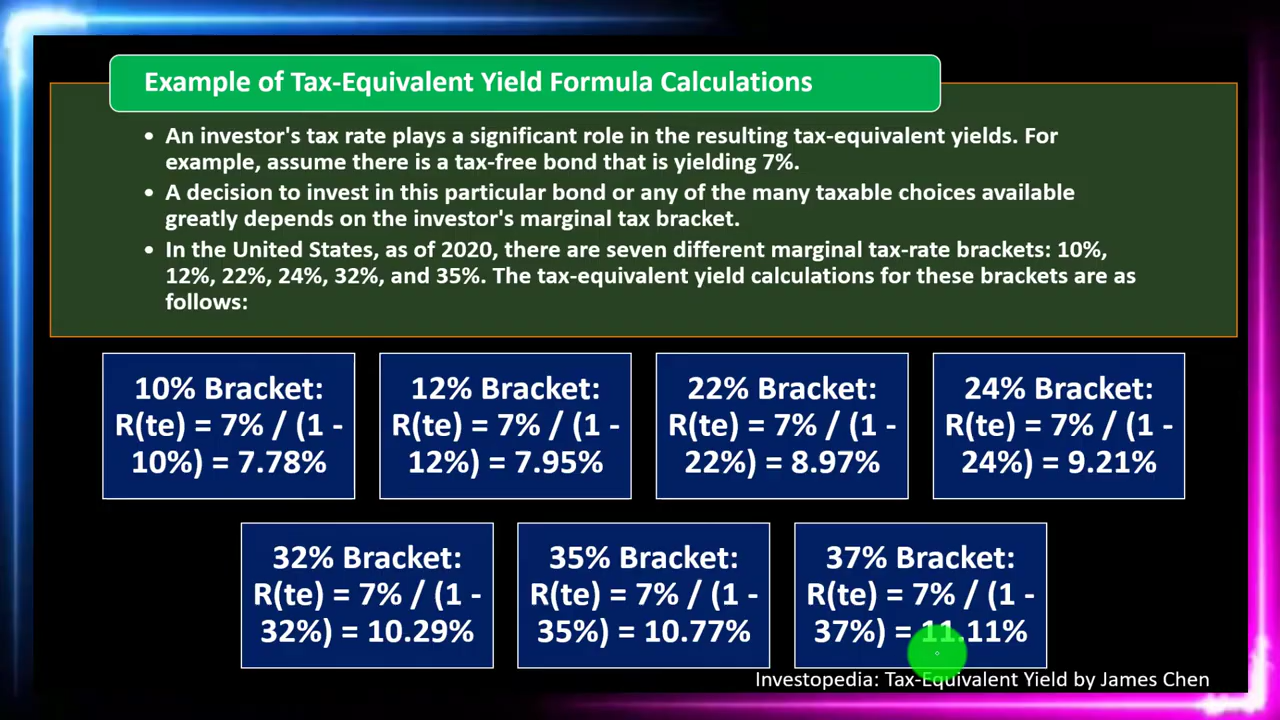 Example of Tax-Equivalent Yield Formula Calculations
• An investor's tax rate plays a significant role in the resulting tax-equivalent yields. For
example, assume there is a tax-free bond that is yielding 7%.
• A decision to invest in this particular bond or any of the many taxable choices available
greatly depends on the investor's marginal tax bracket.
• In the United States, as of 2020, there are seven different marginal tax-rate brackets: 10%,
12%, 22%, 24%, 32%, and 35%. The tax-equivalent yield calculations for these brackets are as
follows:
10% Bracket:
R(te) = 7% / (1 -
10%) = 7.78%
12% Bracket:
R(te) = 7% / (1 -
12%) = 7.95%
22% Bracket:
R(te) = 7% / (1 -
22%) = 8.97%
24% Bracket:
R(te) = 7% / (1 -
24%) = 9.21%
32% Bracket:
R(te) = 7% / (1 -
32%) = 10.29%
35% Bracket:
R(te) = 7% / (1 -
35%) = 10.77%
37% Bracket:
R(te) = 7% / (1 -
37%) = 11.11%
Investopedia: Tax-Equivalent Yield by James Chen